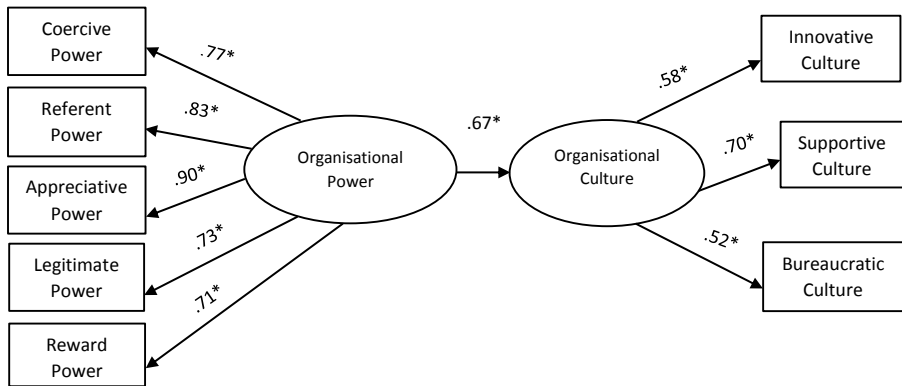 Coercive
Power
.77*
Referent
Power
.83*
Appreciative
Power
.90*
Legitimate
Power
.73*
Reward
Power
.71*
Organisational
Power
.67*
Organisational
Culture
.58*
Innovative
Culture
.70*
Supportive
Culture
.52*
Bureaucratic
Culture